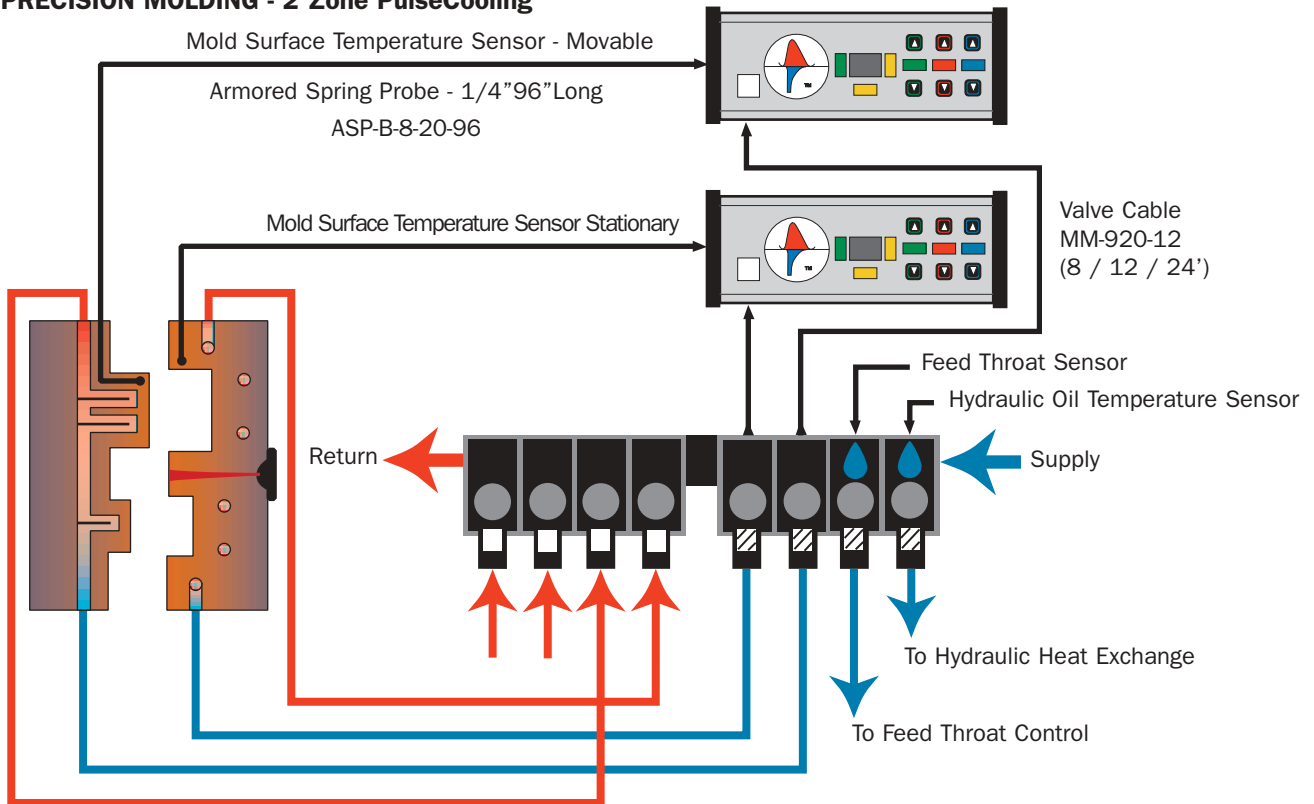 PRECISION MOLDING - 2 Zone PulseCooling
Mold Surface Temperature Sensor - Movable
Armored Spring Probe - 1/4”96”Long
ASP-B-8-20-96
TM
Mold Surface Temperature Sensor Stationary
TM
Valve Cable
MM-920-12
(8 / 12 / 24’)
Feed Throat Sensor
Hydraulic Oil Temperature Sensor
Return
Supply
To Hydraulic Heat Exchange
To Feed Throat Control